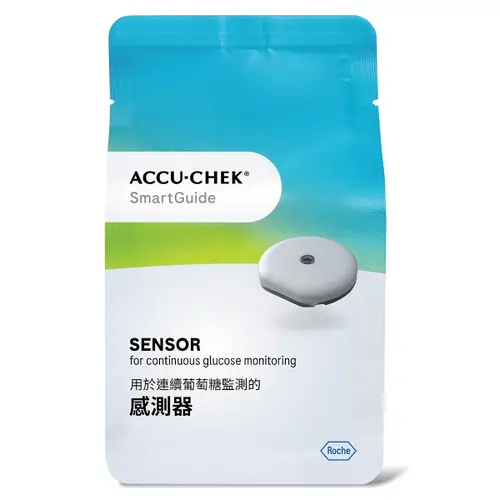 ACCU-CHEK®
SmartGuide
SENSOR
for continuous glucose monitoring
用於連續葡萄糖監測的
感測器
Roche